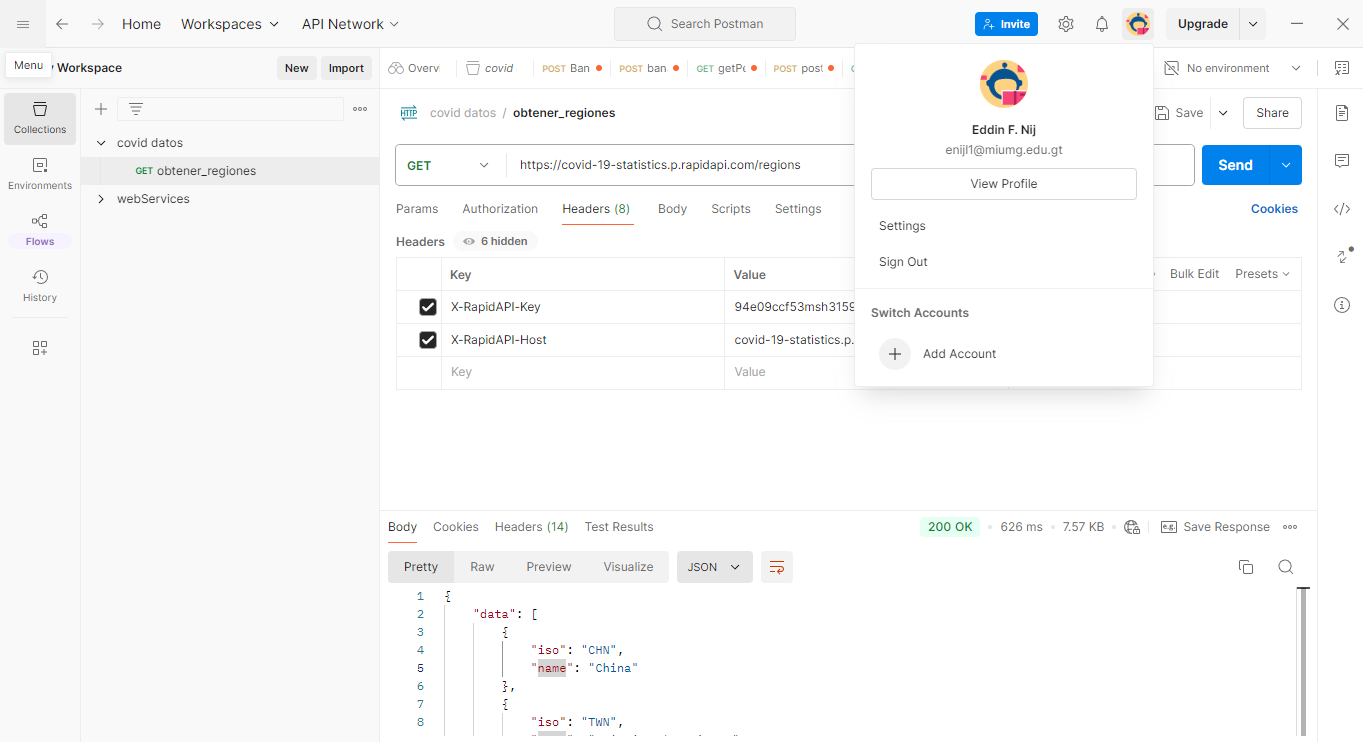 Home Workspaces API Network Search Postman Invite Upgrade
Menu Workspace New Import Overvi covid POST Ban POST ban GET getPo POST post No environment
Collections
Environments
Flows
History
covid datos
GET obtener_regiones
webServices
HTTP covid datos / obtener_regiones Save Share
GET https://covid-19-statistics.p.rapidapi.com/regions Send
Params Authorization Headers (8) Body Scripts Settings Cookies
Headers 6 hidden
Key Value Bulk Edit Presets
X-RapidAPI-Key 94e09ccf53msh3159
X-RapidAPI-Host covid-19-statistics.p.
Key Value
Eddin F. Nij
enijl1@miumg.edu.gt
View Profile
Settings
Sign Out
Switch Accounts
Add Account
Body Cookies Headers (14) Test Results 200 OK 626 ms 7.57 KB e.g. Save Response
Pretty Raw Preview Visualize JSON
1 {
2 "data": [
3 {
4 "iso": "CHN",
5 "name": "China"
6 },
7 {
8 "iso": "TWN",